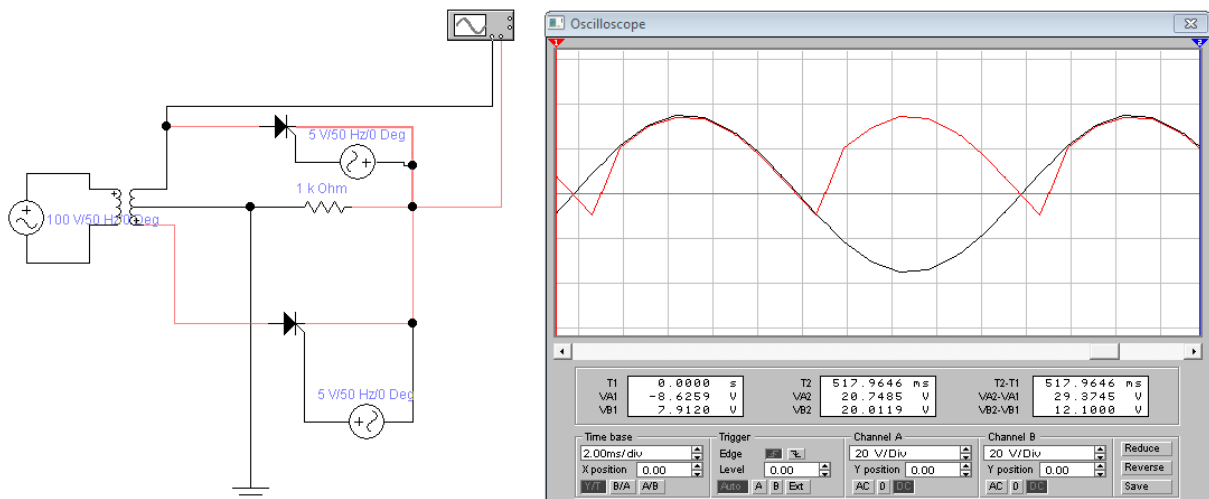 5 V/50 Hz/0 Deg
1 k Ohm
100 V/50 Hz/0 Deg
5 V/50 Hz/0 Deg
Oscilloscope
1
2
T1 0.0000 s
VA1 -8.6259 V
VB1 7.9120 V
T2 517.9646 ms
VA2 20.7485 V
VB2 20.0119 V
T2-T1 517.9646 ms
VA2-VA1 29.3745 V
VB2-VB1 12.1000 V
Time base
2.00ms/div
X position 0.00
Y/T B/A A/B
Trigger
Edge
Level 0.00
Auto A B Ext
Channel A
20 V/Div
Y position 0.00
AC 0 DC
Channel B
20 V/Div
Y position 0.00
AC 0 DC
Reduce
Reverse
Save